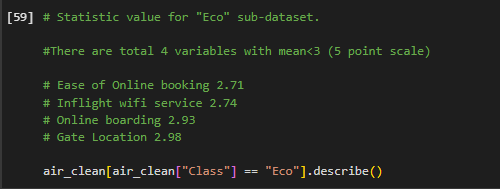 [59] # Statistic value for "Eco" sub-dataset.
#There are total 4 variables with mean<3 (5 point scale)
# Ease of Online booking 2.71
# Inflight wifi service 2.74
# Online boarding 2.93
# Gate Location 2.98
air_clean[air_clean["Class"] == "Eco"].describe()